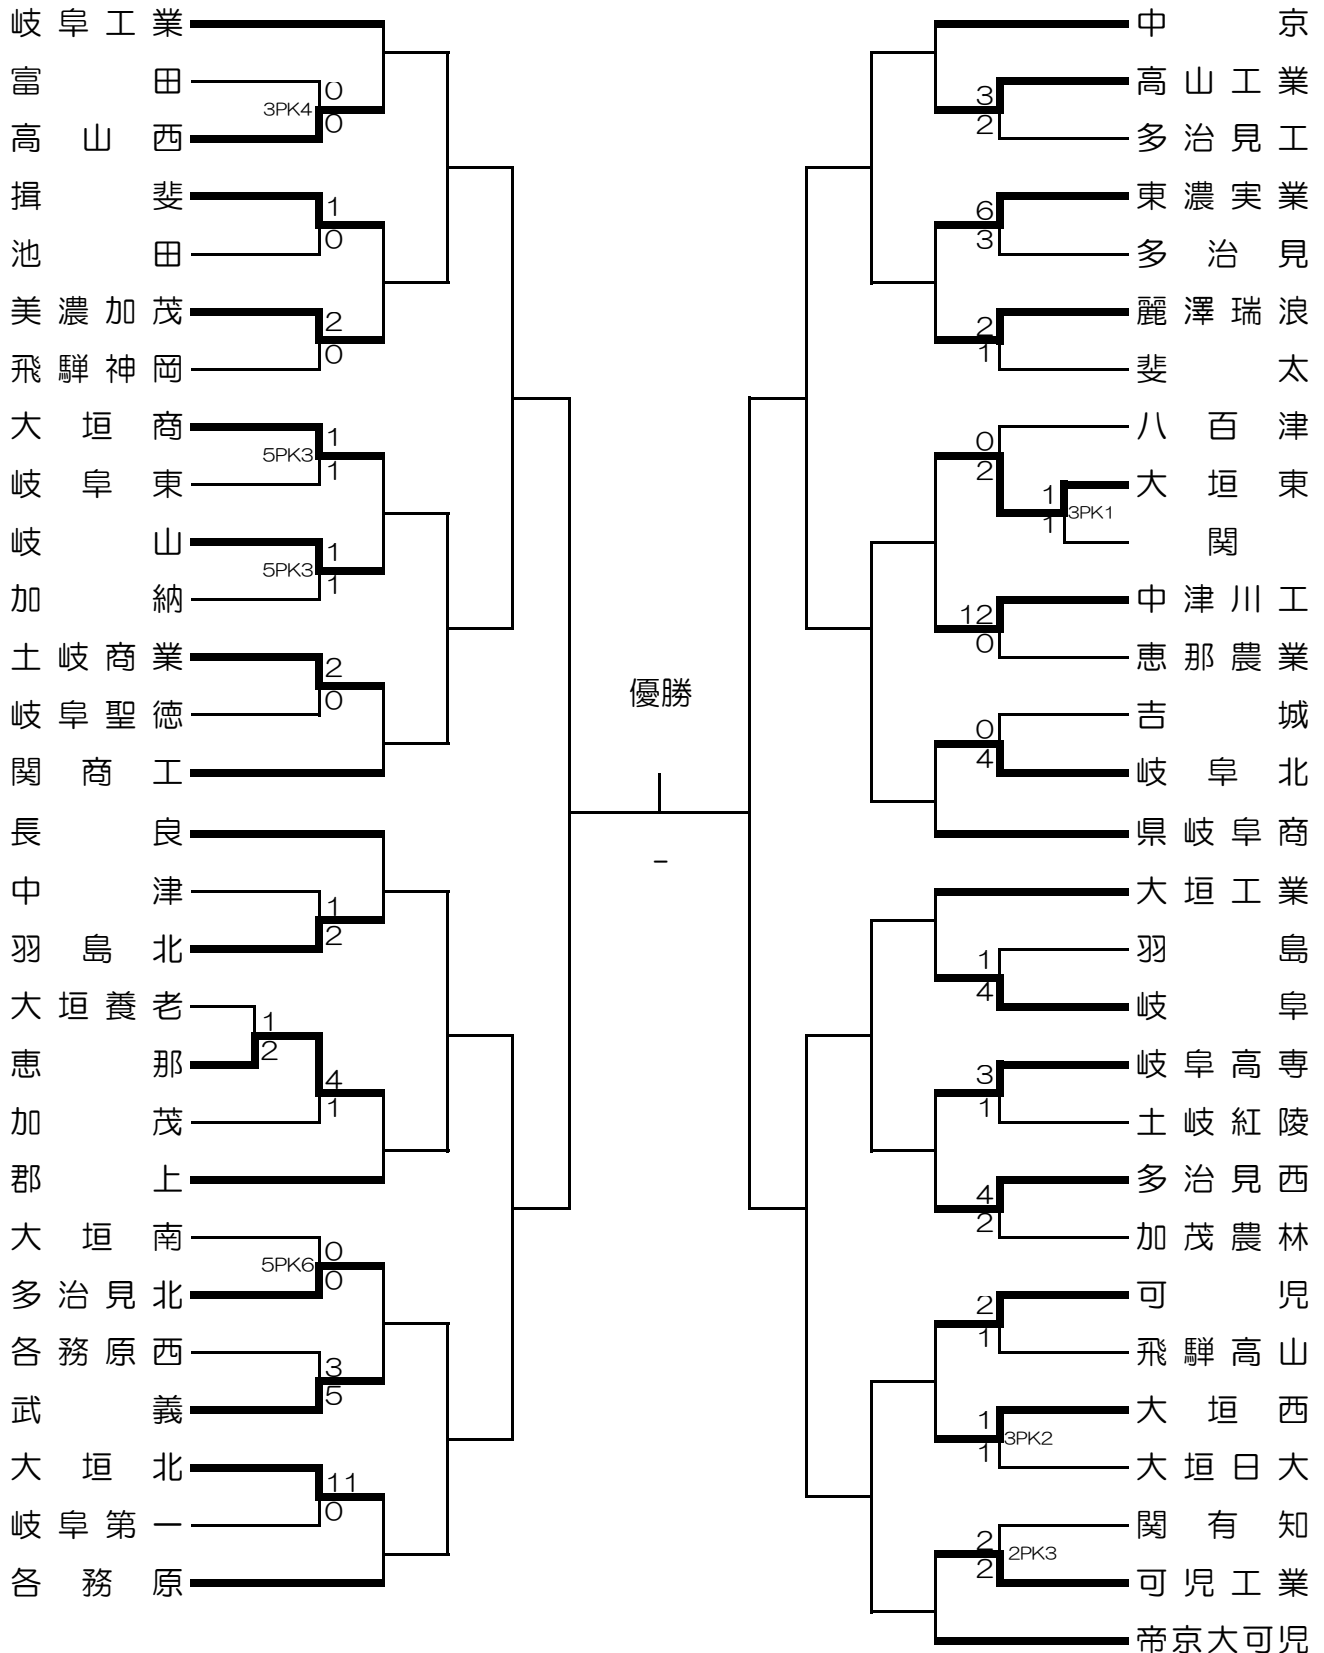 岐阜工業
富田
0
3PK4
0
高山西
揖斐
1
0
池田
美濃加茂
2
0
飛騨神岡
大垣商
1
5PK3
1
岐阜東
岐山
1
5PK3
1
加納
土岐商業
2
0
岐阜聖徳
関商工
長良
中津
1
2
羽島北
大垣養老
1
2
恵那
4
1
加茂
郡上
大垣南
0
5PK6
0
多治見北
各務原西
3
5
武義
大垣北
11
0
岐阜第一
各務原
優勝
-
中京
高山工業
3
2
多治見工
東濃実業
6
3
多治見
麗澤瑞浪
2
1
斐太
八百津
0
2
大垣東
1
3PK1
1
関
中津川工
12
0
恵那農業
吉城
0
4
岐阜北
県岐阜商
大垣工業
羽島
1
4
岐阜
岐阜高専
3
1
土岐紅陵
多治見西
4
2
加茂農林
可児
2
1
飛騨高山
大垣西
1
3PK2
1
大垣日大
関有知
2
2PK3
2
可児工業
帝京大可児